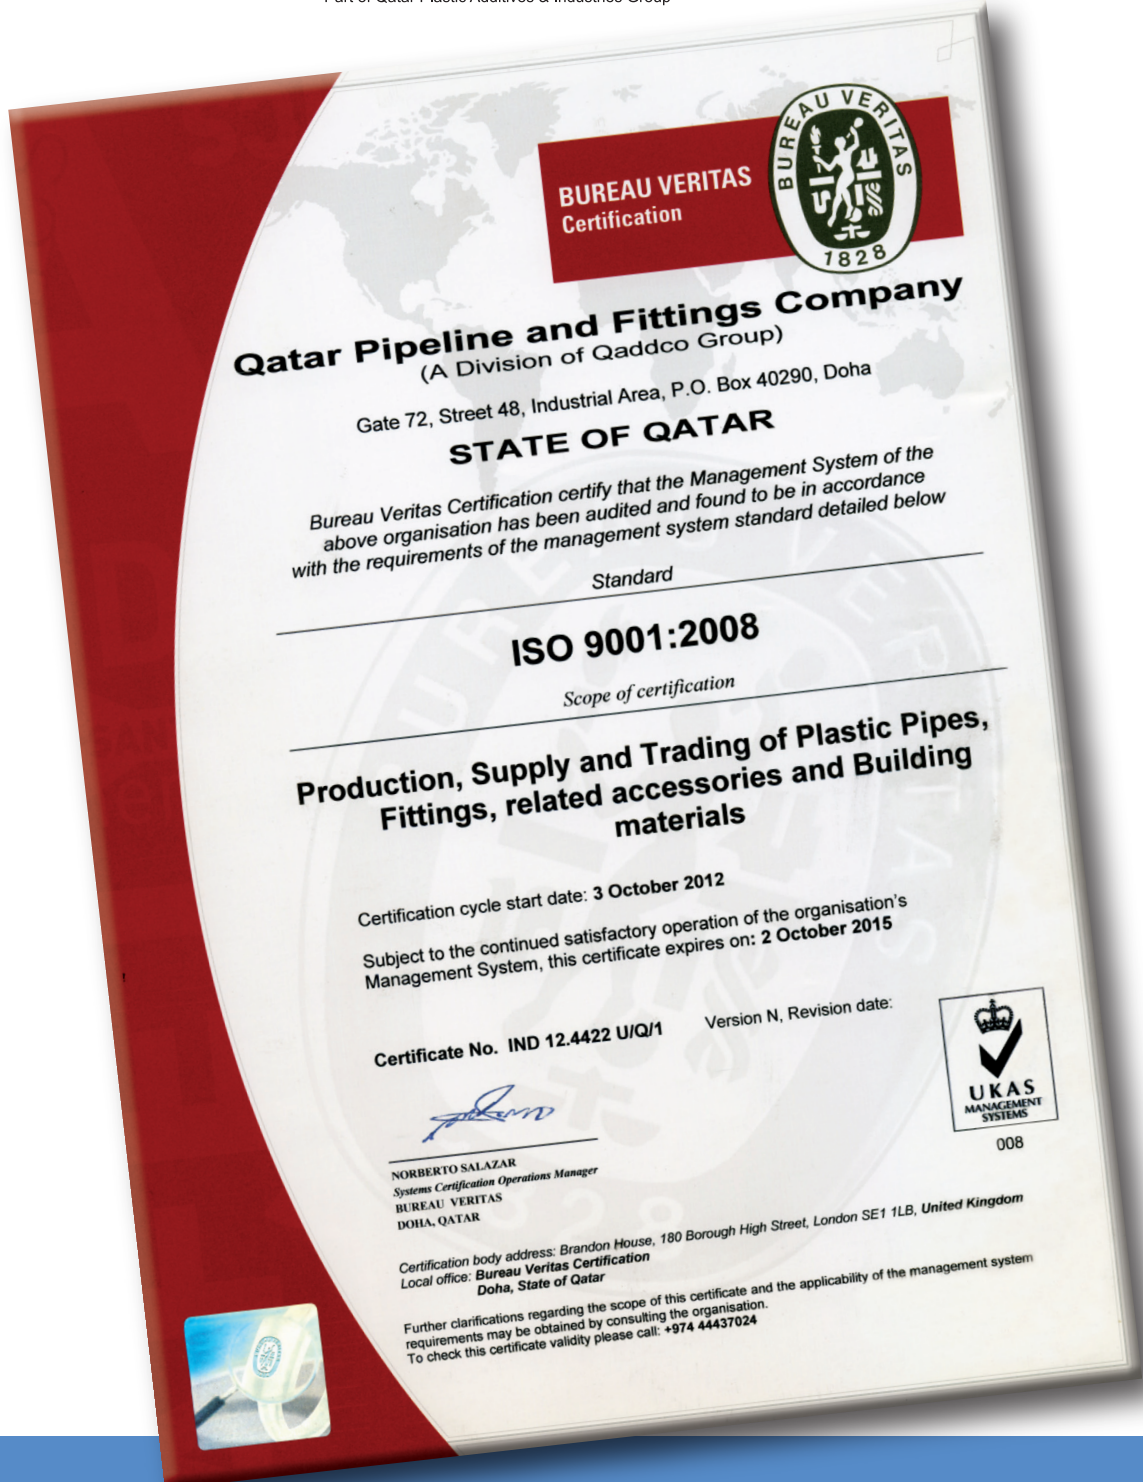 Part of Qatar Plastic Additives & Industries Group
BUREAU VERITAS
Certification
BUREAU VERITAS
1828
Qatar Pipeline and Fittings Company
(A Division of Qaddco Group)
Gate 72, Street 48, Industrial Area, P.O. Box 40290, Doha
STATE OF QATAR
Bureau Veritas Certification certify that the Management System of the
above organisation has been audited and found to be in accordance
with the requirements of the management system standard detailed below
Standard
ISO 9001:2008
Scope of certification
Production, Supply and Trading of Plastic Pipes,
Fittings, related accessories and Building
materials
Certification cycle start date: 3 October 2012
Subject to the continued satisfactory operation of the organisation's
Management System, this certificate expires on: 2 October 2015
Certificate No. IND 12.4422 U/Q/1
Version N, Revision date:
UKAS
MANAGEMENT
SYSTEMS
008
NORBERTO SALAZAR
Systems Certification Operations Manager
BUREAU VERITAS
DOHA, QATAR
Certification body address: Brandon House, 180 Borough High Street, London SE1 1LB, United Kingdom
Local office: Bureau Veritas Certification
Doha, State of Qatar
Further clarifications regarding the scope of this certificate and the applicability of the management system
requirements may be obtained by consulting the organisation.
To check this certificate validity please call: +974 44437024